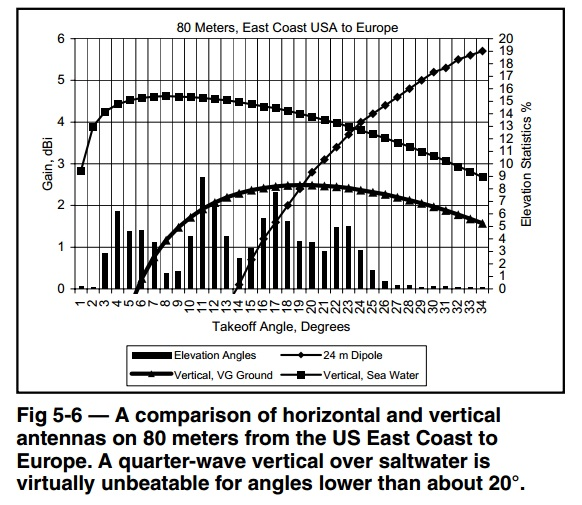 80 Meters, East Coast USA to Europe
6
5
4
3
2
1
0
Gain, dBi
20
19
18
17
16
15
14
13
12
11
10
9
8
7
6
5
4
3
2
1
0
Elevation Statistics %
1 2 3 4 5 6 7 8 9 10 11 12 13 14 15 16 17 18 19 20 21 22 23 24 25 26 27 28 29 30 31 32 33 34
Takeoff Angle, Degrees
Elevation Angles 24 m Dipole
Vertical, VG Ground Vertical, Sea Water
Fig 5-6 — A comparison of horizontal and vertical
antennas on 80 meters from the US East Coast to
Europe. A quarter-wave vertical over saltwater is
virtually unbeatable for angles lower than about 20°.